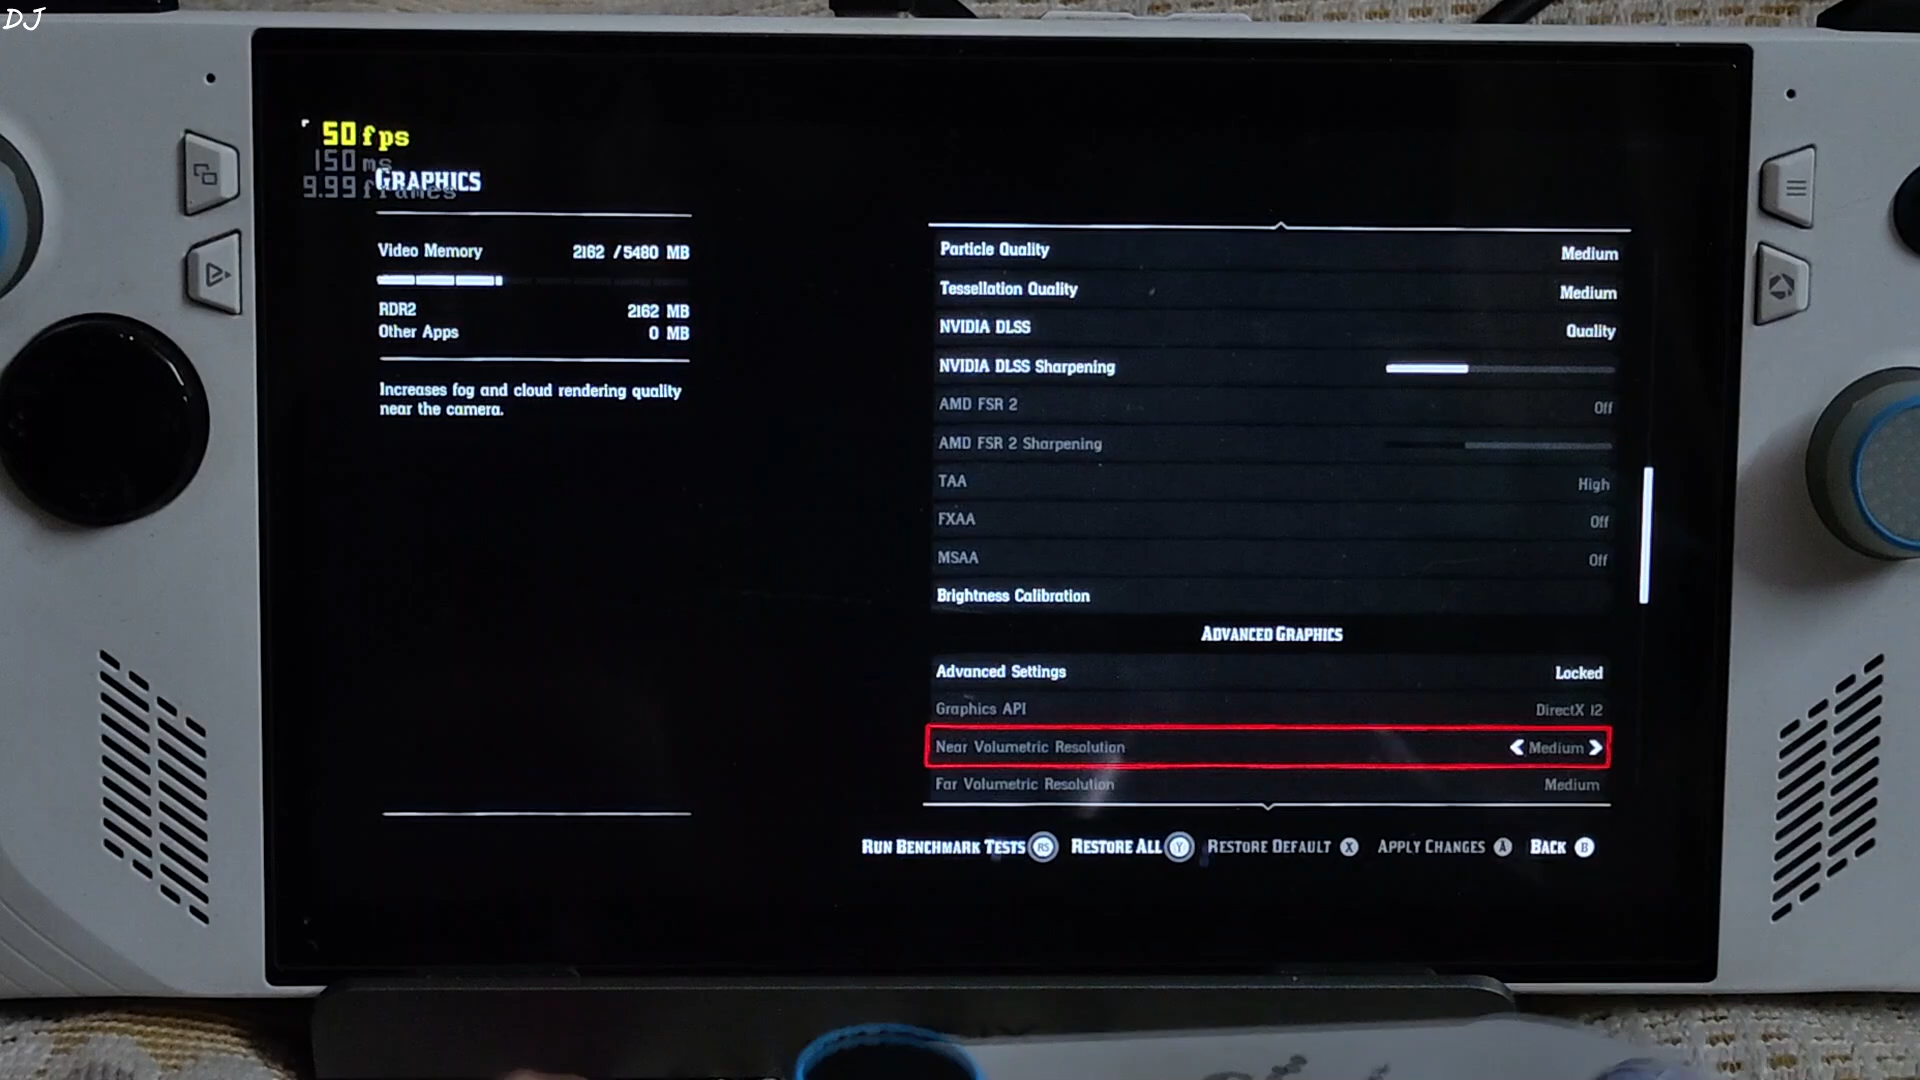 DJ
50 fps
150 ms
9.99 frames
GRAPHICS
Video Memory 2162 / 5480 MB
RDR2 2162 MB
Other Apps 0 MB
Increases fog and cloud rendering quality
near the camera.
Particle Quality Medium
Tessellation Quality Medium
NVIDIA DLSS Quality
NVIDIA DLSS Sharpening
AMD FSR 2 Off
AMD FSR 2 Sharpening
TAA High
FXAA Off
MSAA Off
Brightness Calibration
ADVANCED GRAPHICS
Advanced Settings Locked
Graphics API DirectX 12
Near Volumetric Resolution Medium
Far Volumetric Resolution Medium
RUN BENCHMARK TESTS RS RESTORE ALL Y RESTORE DEFAULT X APPLY CHANGES A BACK B